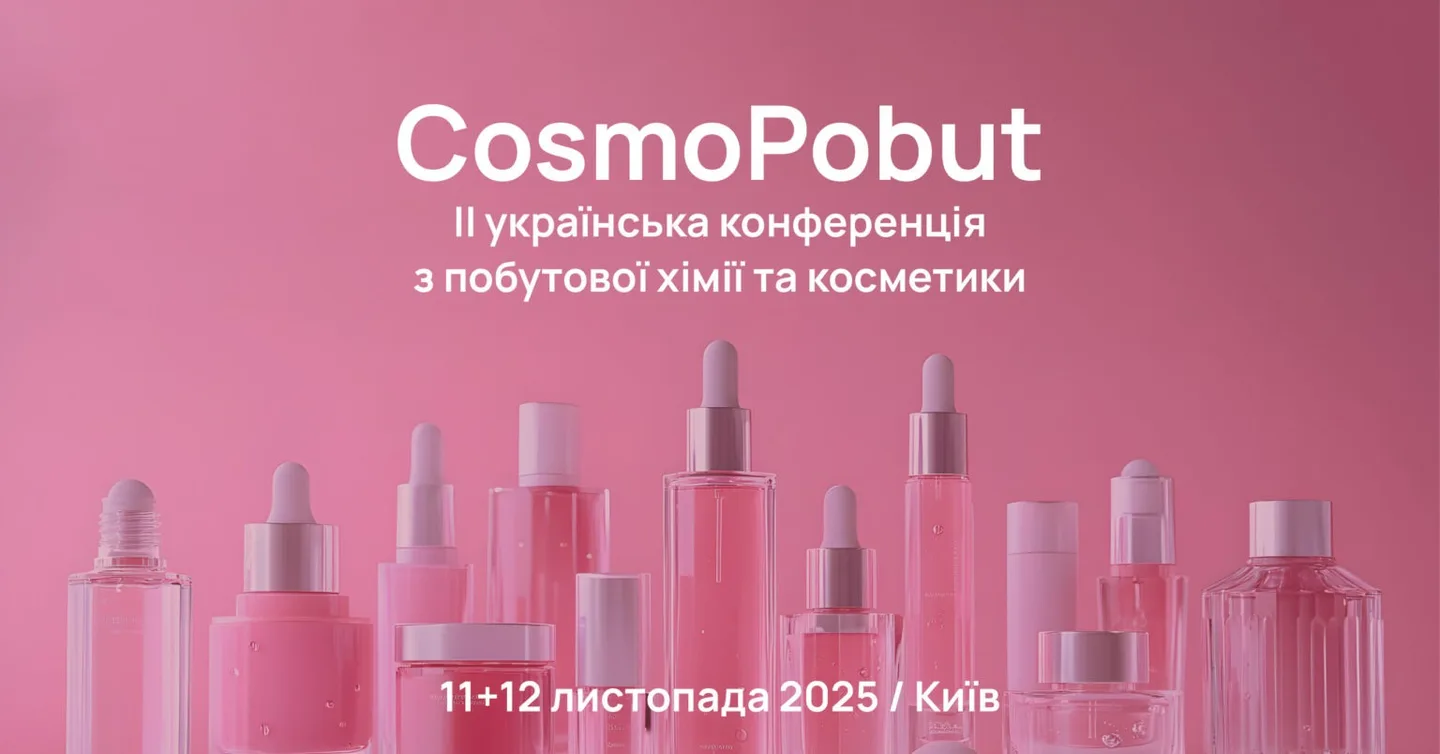 CosmoPobut
II українська конференція
з побутової хімії та косметики
11+12 листопада 2025 / Київ